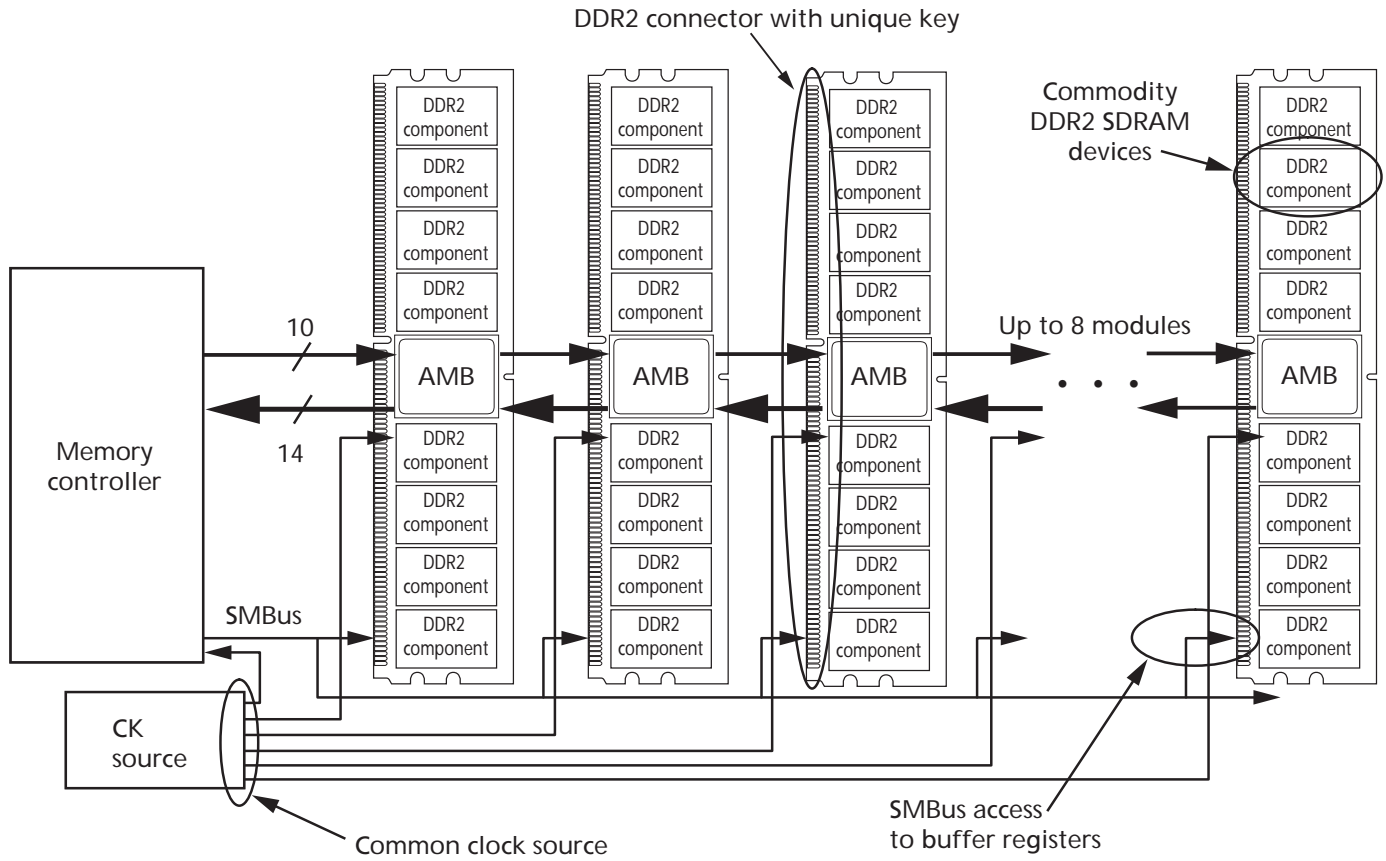 DDR2 connector with unique key
Commodity
DDR2 SDRAM
devices
DDR2
component
DDR2
component
DDR2
component
DDR2
component
AMB
DDR2
component
DDR2
component
DDR2
component
DDR2
component
DDR2
component
DDR2
component
DDR2
component
DDR2
component
AMB
DDR2
component
DDR2
component
DDR2
component
DDR2
component
DDR2
component
DDR2
component
DDR2
component
DDR2
component
AMB
DDR2
component
DDR2
component
DDR2
component
DDR2
component
DDR2
component
DDR2
component
DDR2
component
DDR2
component
AMB
DDR2
component
DDR2
component
DDR2
component
DDR2
component
Up to 8 modules
• • •
10
14
Memory
controller
SMBus
CK
source
Common clock source
SMBus access
to buffer registers